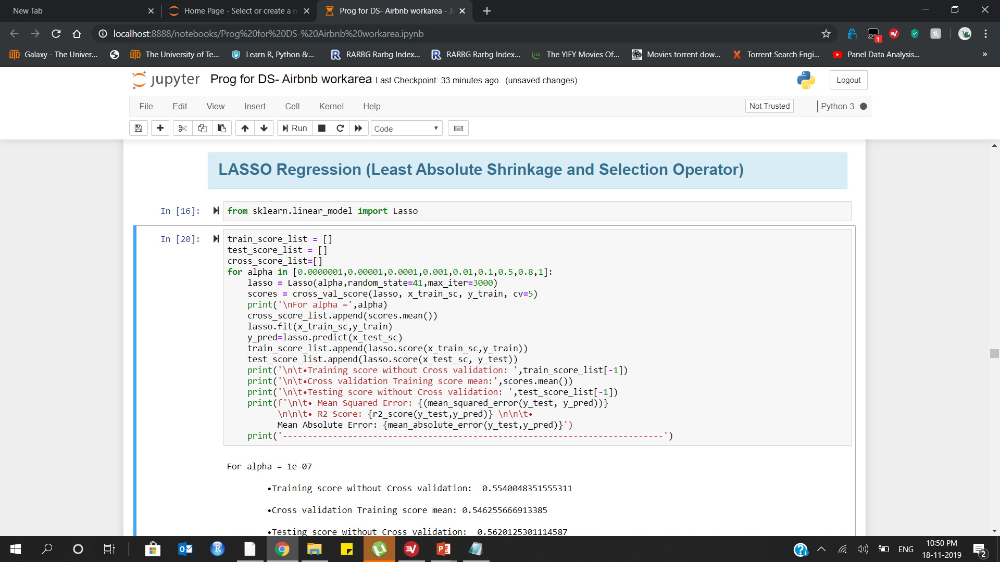 New Tab
Home Page - Select or create a n
Prog for DS- Airbnb workarea - J
localhost:8888/notebooks/Prog%20for%20DS-%20Airbnb%20workarea.ipynb
1
Galaxy - The Univer...
The University of Te...
Learn R, Python &...
RARBG Rarbg Index...
RARBG Rarbg Index...
The YIFY Movies Of...
Movies torrent dow...
Torrent Search Engi...
Panel Data Analysis...
»
jupyter Prog for DS- Airbnb workarea Last Checkpoint: 33 minutes ago (unsaved changes)
Logout
File Edit View Insert Cell Kernel Help
Not Trusted
Python 3
Run
Code
LASSO Regression (Least Absolute Shrinkage and Selection Operator)
In [16]: from sklearn.linear_model import Lasso
In [20]: train_score_list = []
test_score_list = []
cross_score_list=[]
for alpha in [0.0000001,0.00001,0.0001,0.001,0.01,0.1,0.5,0.8,1]:
    lasso = Lasso(alpha,random_state=41,max_iter=3000)
    scores = cross_val_score(lasso, x_train_sc, y_train, cv=5)
    print('\nFor alpha =',alpha)
    cross_score_list.append(scores.mean())
    lasso.fit(x_train_sc,y_train)
    y_pred=lasso.predict(x_test_sc)
    train_score_list.append(lasso.score(x_train_sc,y_train))
    test_score_list.append(lasso.score(x_test_sc, y_test))
    print('\n\t•Training score without Cross validation: ',train_score_list[-1])
    print('\n\t•Cross validation Training score mean:',scores.mean())
    print('\n\t•Testing score without Cross validation: ',test_score_list[-1])
    print(f'\n\t• Mean Squared Error: {(mean_squared_error(y_test, y_pred))}
          \n\n\t• R2 Score: {r2_score(y_test,y_pred)} \n\n\t•
          Mean Absolute Error: {mean_absolute_error(y_test,y_pred)}')
    print('----------------------------------------------------------------------------')
For alpha = 1e-07
•Training score without Cross validation:  0.5540048351555311
•Cross validation Training score mean: 0.546255666913385
•Testing score without Cross validation:  0.5620125301114587
ENG
10:50 PM
18-11-2019
2